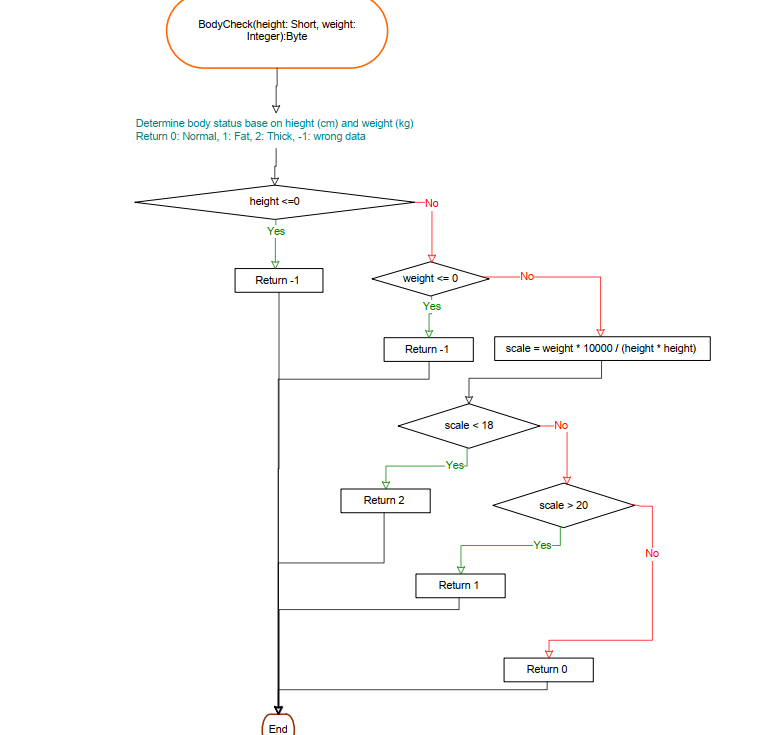 BodyCheck(height: Short, weight:
Integer):Byte
Determine body status base on hieght (cm) and weight (kg)
Return 0: Normal, 1: Fat, 2: Thick, -1: wrong data
height <=0
No
Yes
Return -1
weight <= 0
No
Yes
Return -1
scale = weight * 10000 / (height * height)
scale < 18
No
Yes
Return 2
scale > 20
Yes
No
Return 1
Return 0
End